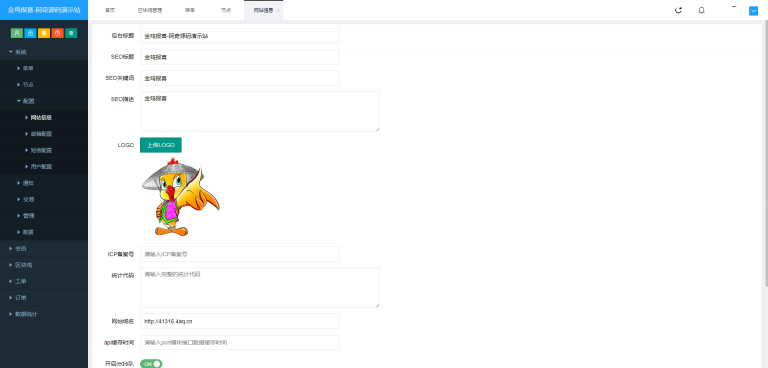 金鸡报喜-阿奇源码演示站
首页
区块鸡管理
菜单
节点
网站信息
系统
菜单
节点
配置
网站信息
邮箱配置
短信配置
用户配置
通知
交易
管理
数据
会员
区块鸡
工单
订单
数据统计
后台标题
金鸡报喜-阿奇源码演示站
SEO标题
金鸡报喜
SEO关键词
金鸡报喜
SEO描述
金鸡报喜
LOGO
上传LOGO
ICP备案号
请输入ICP备案号
统计代码
请输入完整的统计代码
网站域名
http://41316.4aq.cn
api缓存时间
请输入port模块接口数据缓存时间
开启redis队
ON